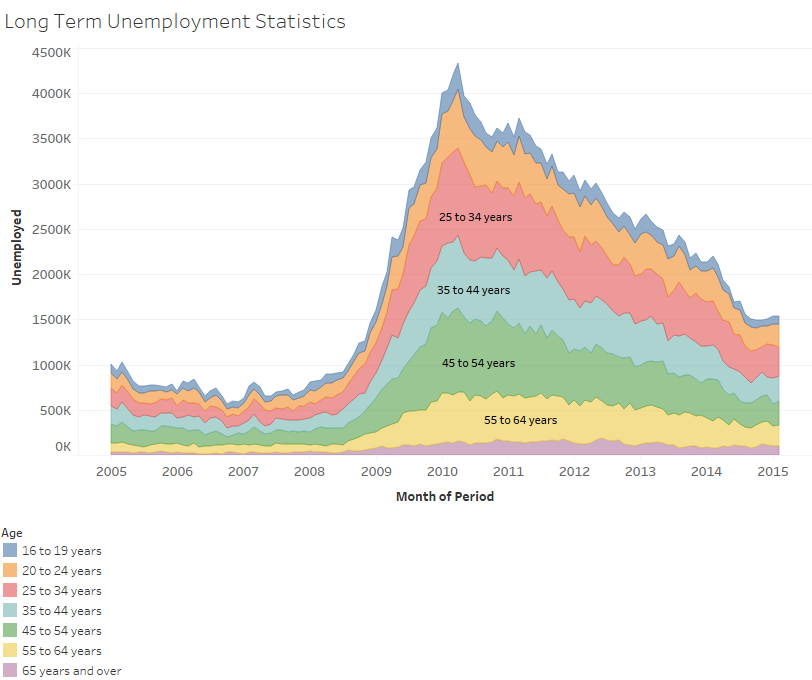 Long Term Unemployment Statistics
4500K
4000K
3500K
3000K
2500K
2000K
1500K
1000K
500K
0K
Unemployed
25 to 34 years
35 to 44 years
45 to 54 years
55 to 64 years
2005 2006 2007 2008 2009 2010 2011 2012 2013 2014 2015
Month of Period
Age
16 to 19 years
20 to 24 years
25 to 34 years
35 to 44 years
45 to 54 years
55 to 64 years
65 years and over